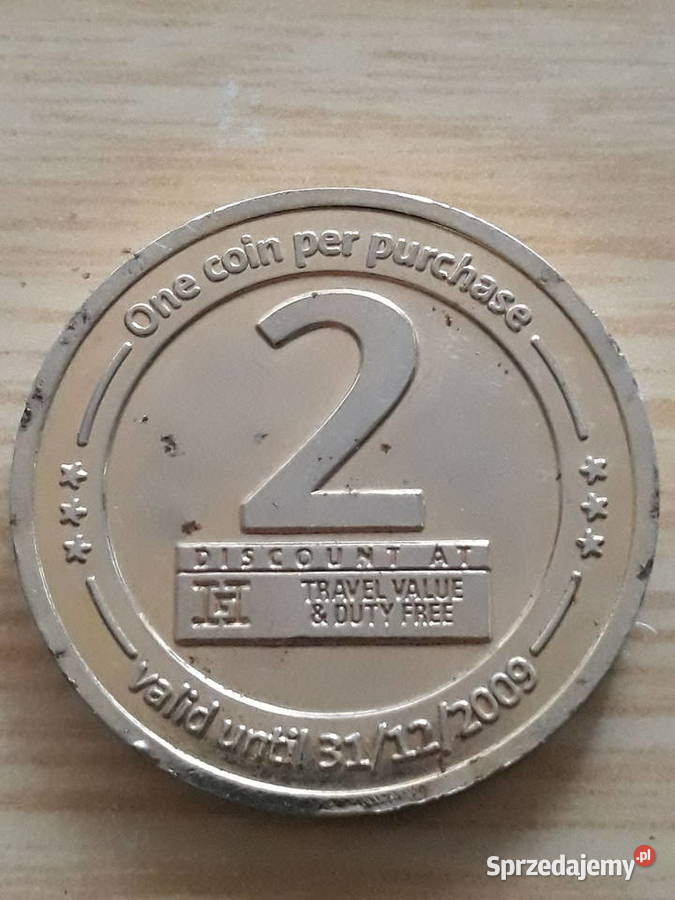 One coin per purchase
2
DISCOUNT AT
H TRAVEL VALUE
& DUTY FREE
valid until 31/12/2009
Sprzedajemy.pl